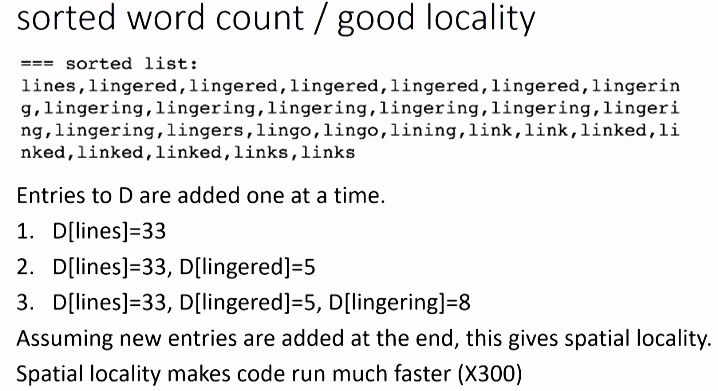 sorted word count / good locality
=== sorted list:
lines,lingered,lingered,lingered,lingered,lingered,lingerin
g,lingering,lingering,lingering,lingering,lingering,lingeri
ng,lingering,lingers,lingo,lingo,lining,link,link,linked,li
nked,linked,linked,links,links
Entries to D are added one at a time.
1. D[lines]=33
2. D[lines]=33, D[lingered]=5
3. D[lines]=33, D[lingered]=5, D[lingering]=8
Assuming new entries are added at the end, this gives spatial locality.
Spatial locality makes code run much faster (X300)